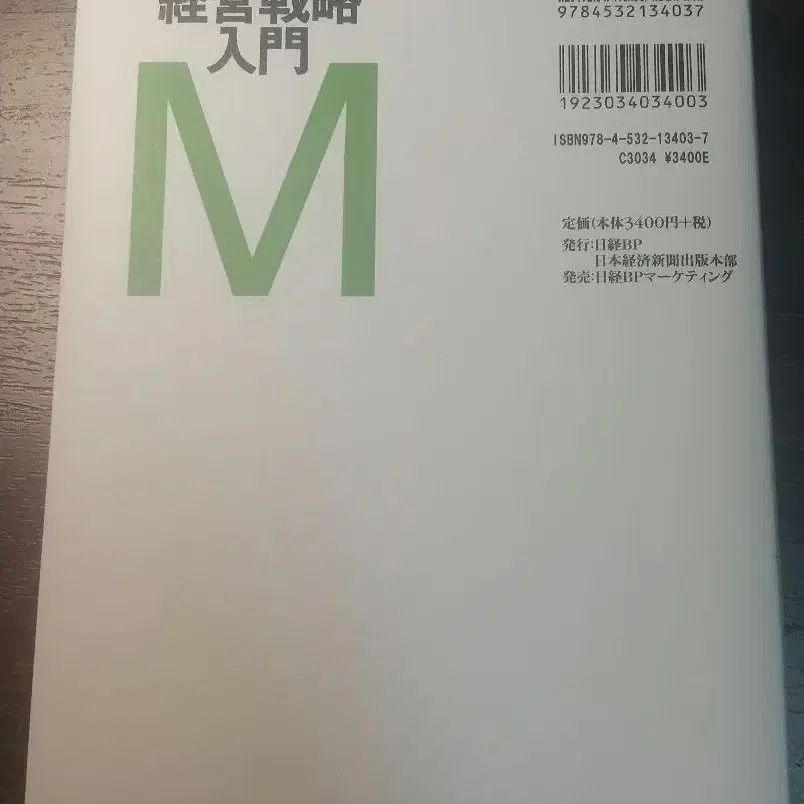 経営戦略
入門
M
9784532134037
1923034034003
ISBN978-4-532-13403-7
C3034 ¥3400E
定価(本体3400円+税)
発行:日経BP
日本経済新聞出版本部
発売:日経BPマーケティング